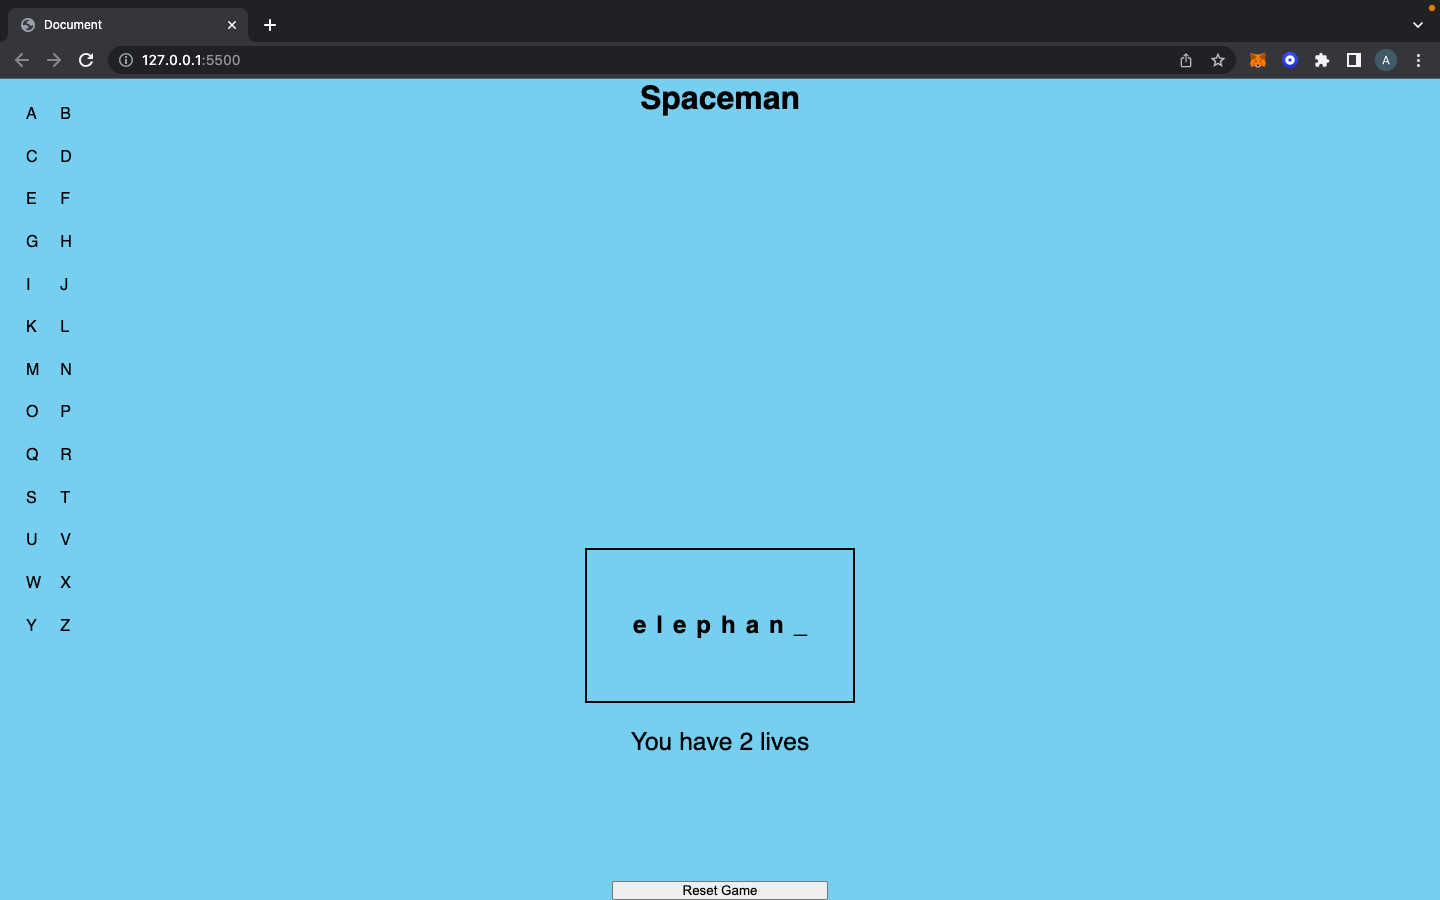 Document
127.0.0.1:5500
A
Spaceman
A B
C D
E F
G H
I J
K L
M N
O P
Q R
S T
U V
W X
Y Z
e l e p h a n _
You have 2 lives
Reset Game